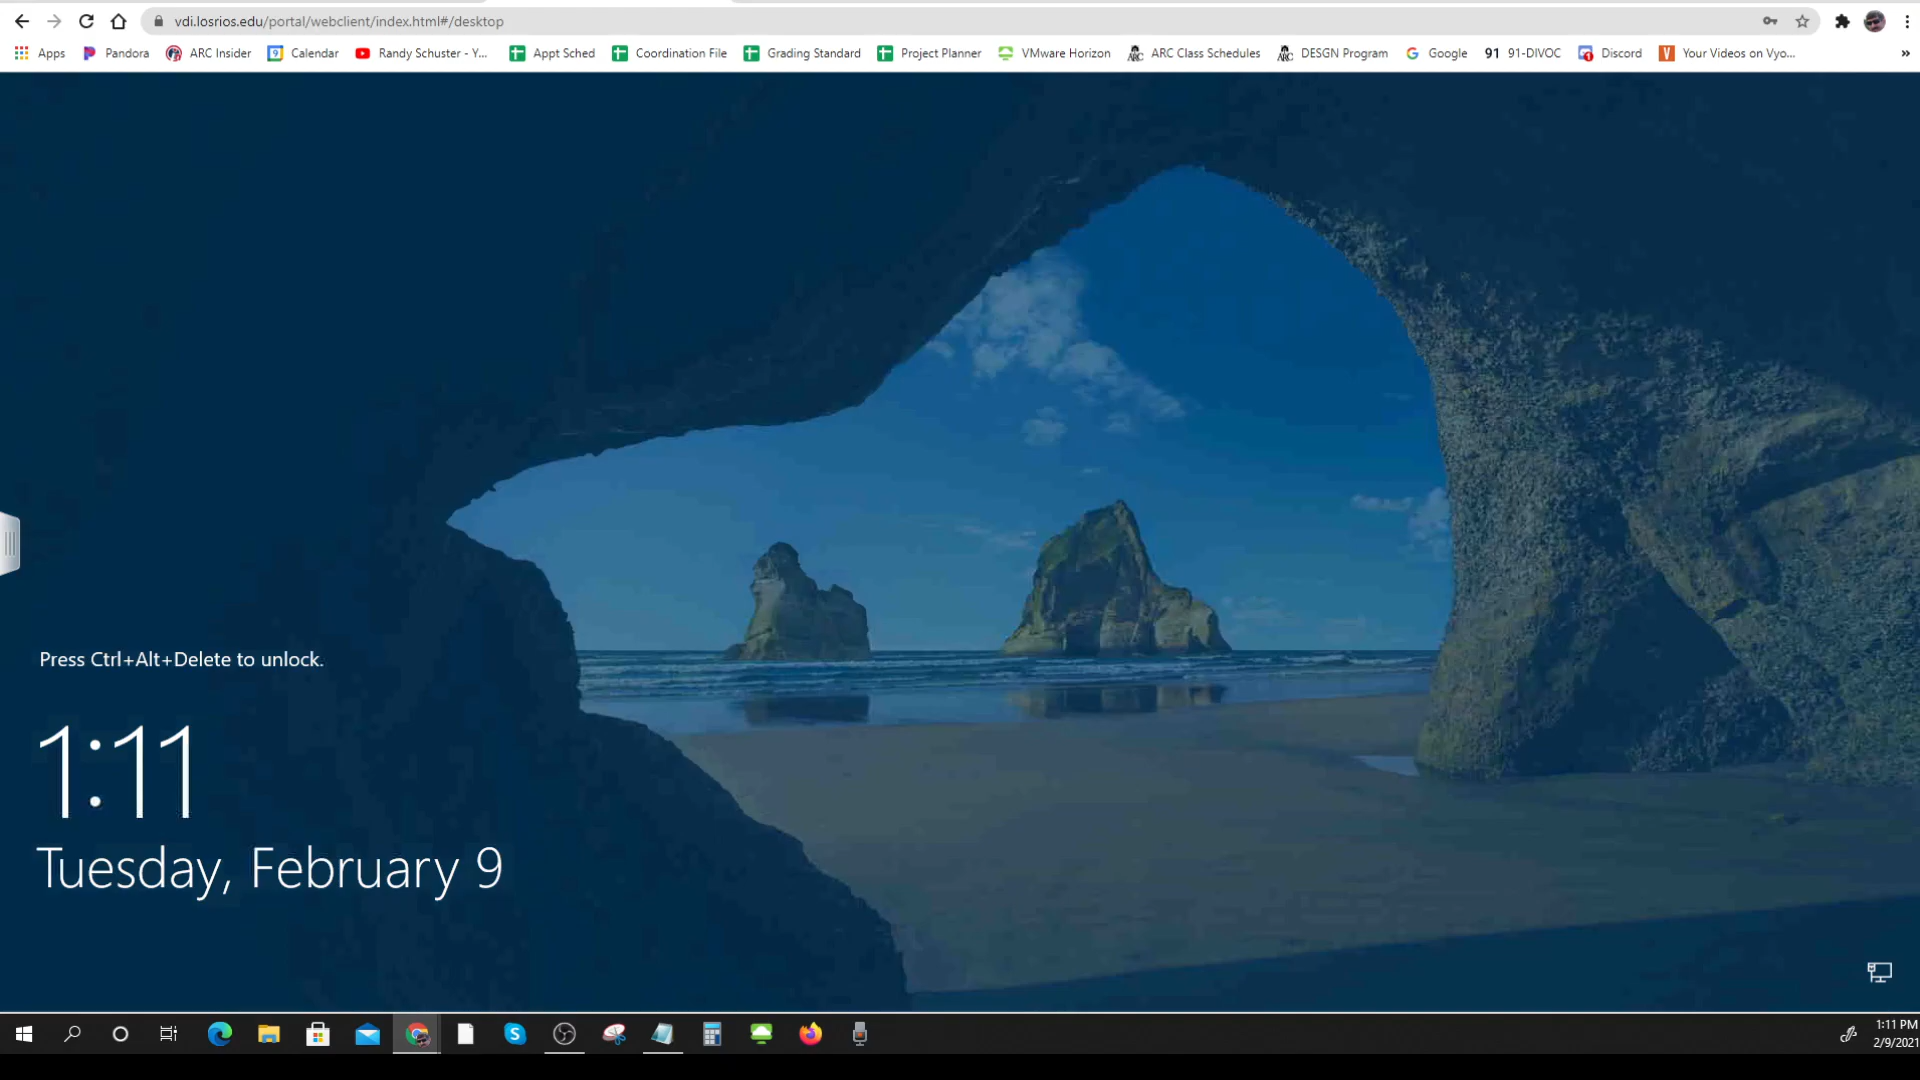 vdi.losrios.edu/portal/webclient/index.html#/desktop
Apps Pandora ARC Insider Calendar Randy Schuster - Y... Appt Sched Coordination File Grading Standard Project Planner VMware Horizon ARC Class Schedules DESGN Program Google 91 91-DIVOC Discord Your Videos on Vyo... »
Press Ctrl+Alt+Delete to unlock.
1:11
Tuesday, February 9
1:11 PM
2/9/2021